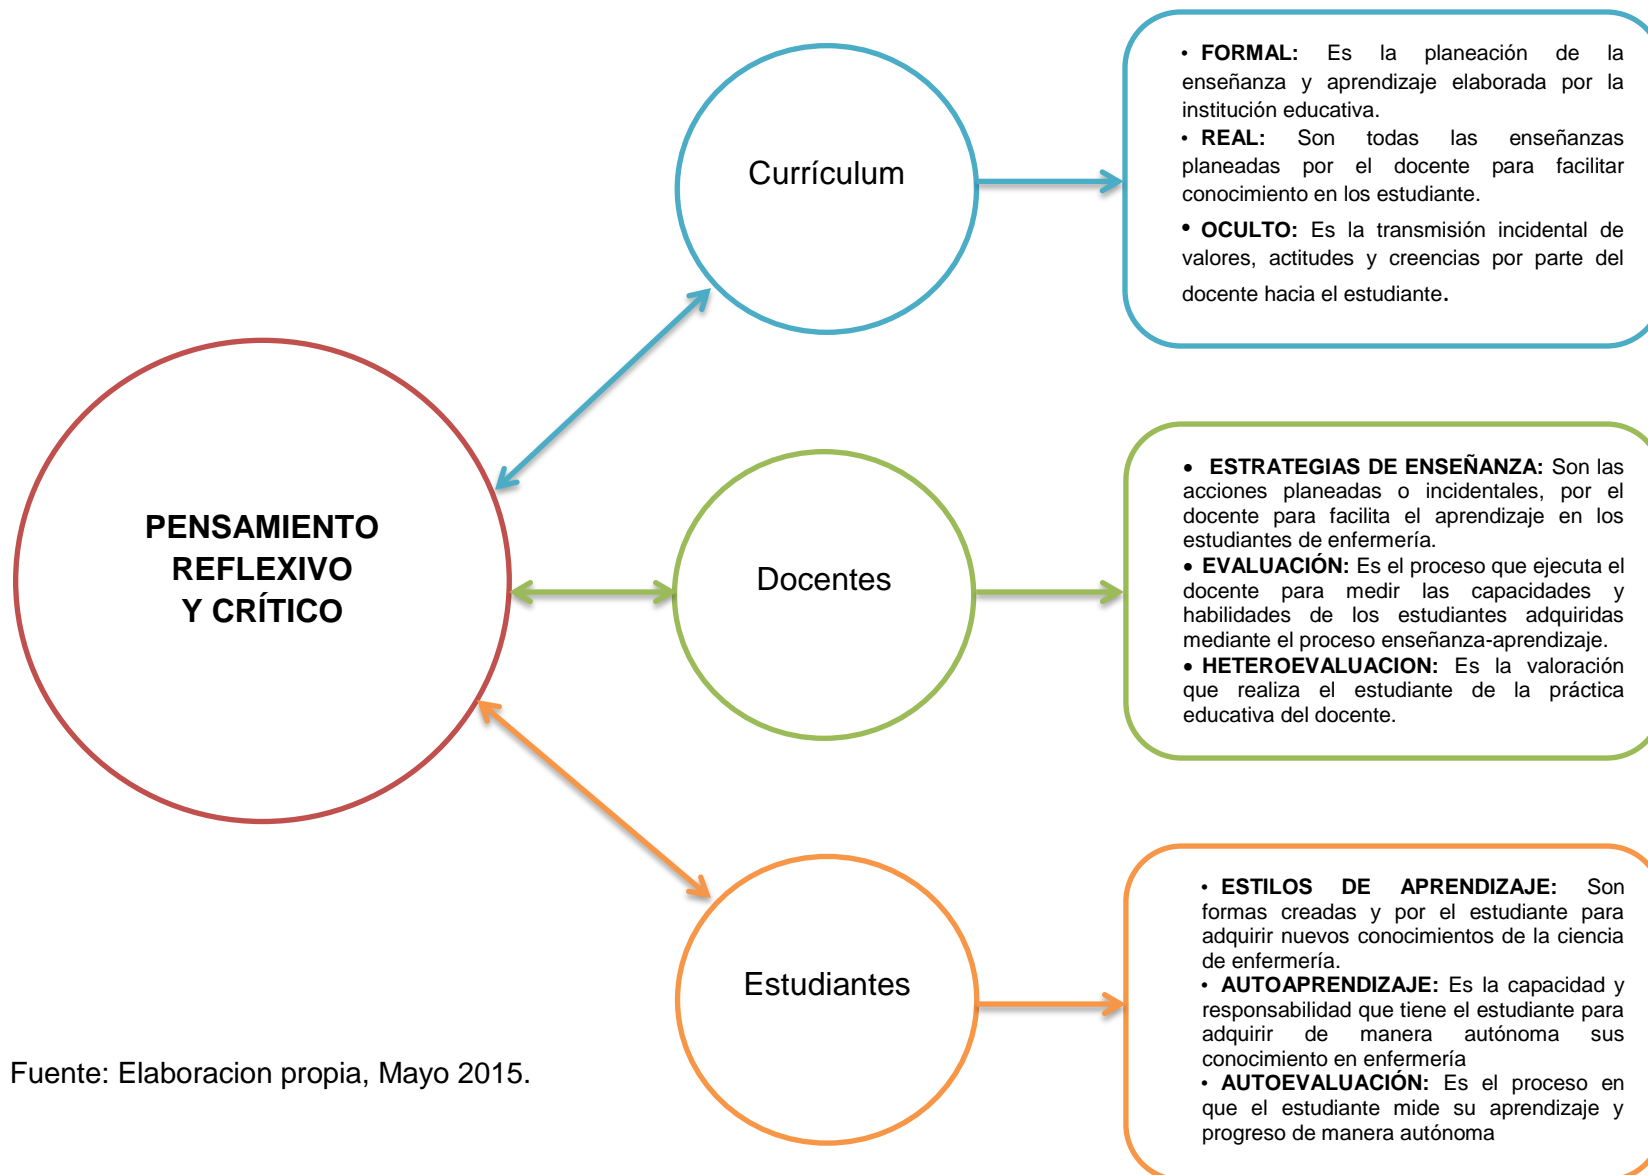 Currículum
• FORMAL: Es la planeación de la
enseñanza y aprendizaje elaborada por la
institución educativa.
• REAL: Son todas las enseñanzas
planeadas por el docente para facilitar
conocimiento en los estudiante.
• OCULTO: Es la transmisión incidental de
valores, actitudes y creencias por parte del
docente hacia el estudiante.
PENSAMIENTO
REFLEXIVO
Y CRÍTICO
Docentes
• ESTRATEGIAS DE ENSEÑANZA: Son las
acciones planeadas o incidentales, por el
docente para facilita el aprendizaje en los
estudiantes de enfermería.
• EVALUACIÓN: Es el proceso que ejecuta el
docente para medir las capacidades y
habilidades de los estudiantes adquiridas
mediante el proceso enseñanza-aprendizaje.
• HETEROEVALUACION: Es la valoración
que realiza el estudiante de la práctica
educativa del docente.
Estudiantes
• ESTILOS DE APRENDIZAJE: Son
formas creadas y por el estudiante para
adquirir nuevos conocimientos de la ciencia
de enfermería.
• AUTOAPRENDIZAJE: Es la capacidad y
responsabilidad que tiene el estudiante para
adquirir de manera autónoma sus
conocimiento en enfermería
• AUTOEVALUACIÓN: Es el proceso en
que el estudiante mide su aprendizaje y
progreso de manera autónoma
Fuente: Elaboracion propia, Mayo 2015.